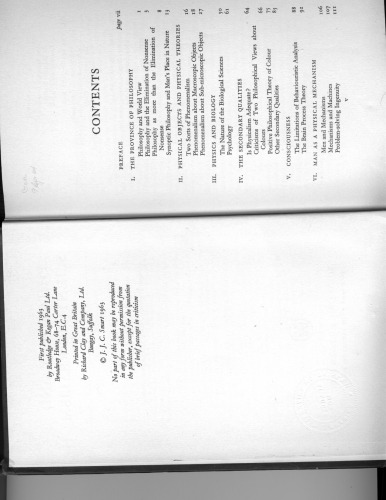 First published 1963
by Routledge & Kegan Paul Ltd.
Broadway House, 68-74 Carter Lane
London, E.C.4
Printed in Great Britain
by Richard Clay and Company, Ltd.
Bungay, Suffolk
© J. J. C. Smart 1963
No part of this book may be reproduced
in any form without permission from
the publisher, except for the quotation
of brief passages in criticism
CONTENTS
PREFACE page vii
I. THE PROVINCE OF PHILOSOPHY 1
Philosophy and World View 1
Philosophy and the Elimination of Nonsense 3
Philosophy as more than the Elimination of
Nonsense 8
Synoptic Philosophy and Man's Place in Nature 13
II. PHYSICAL OBJECTS AND PHYSICAL THEORIES 16
Two Sorts of Phenomenalism 16
Phenomenalism about Macroscopic Objects 18
Phenomenalism about Sub-microscopic Objects 27
III. PHYSICS AND BIOLOGY 50
The Nature of the Biological Sciences 50
Psychology 61
IV. THE SECONDARY QUALITIES 64
Is Physicalism Adequate? 64
Criticisms of Two Philosophical Views about
Colours 66
Positive Philosophical Theory of Colour 75
Other Secondary Qualities 85
V. CONSCIOUSNESS 88
The Limitations of Behaviouristic Analysis 88
The Brain Process Theory 92
VI. MAN AS A PHYSICAL MECHANISM 106
Men and Mechanisms 106
Mechanisms and Machines 107
Problem-solving Ingenuity 111
v